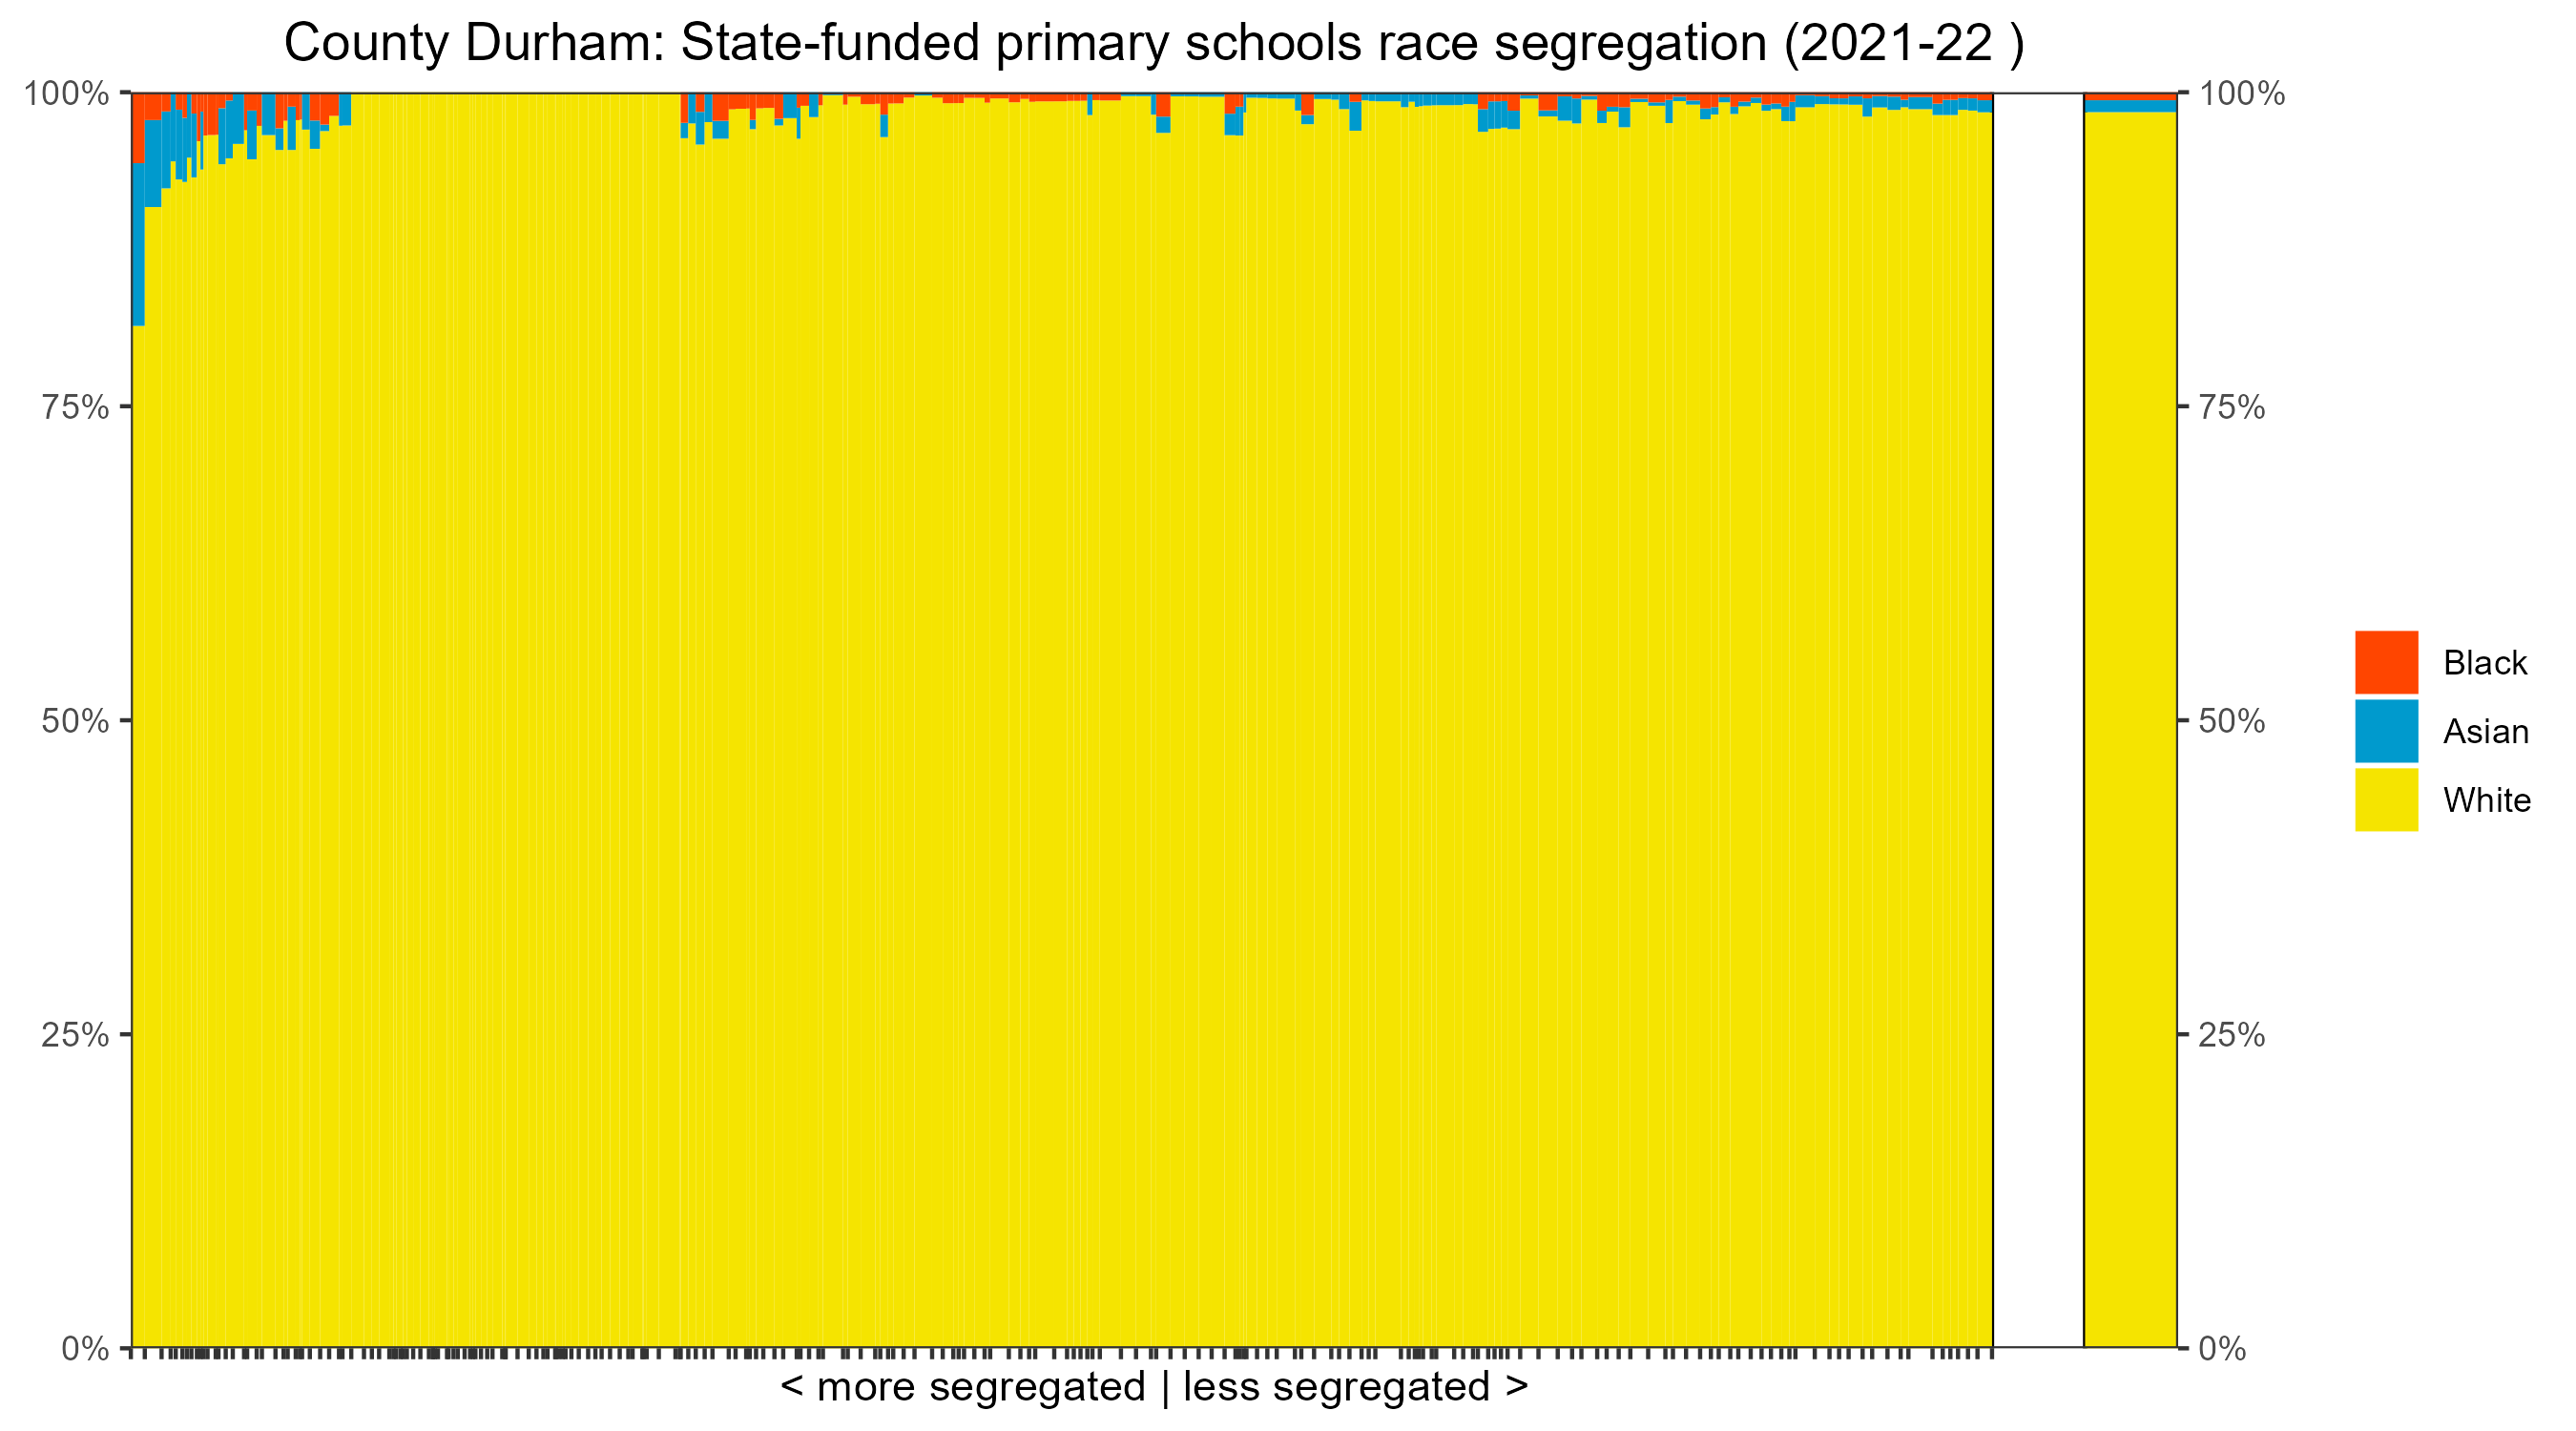 County Durham: State-funded primary schools race segregation (2021-22 )
100%
75%
50%
25%
0%
100%
75%
50%
25%
0%
Black
Asian
White
< more segregated | less segregated >